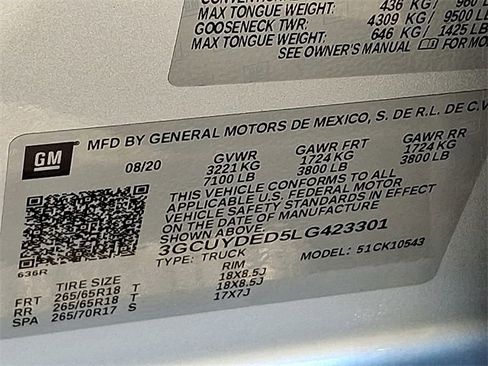 MAX TONGUE WEIGHT: 436 KG/ 960 LB
GOOSENECK TWR: 4309 KG/ 9500 LB
MAX TONGUE WEIGHT: 646 KG/ 1425 LB
SEE OWNER'S MANUAL FOR MO
GM
MFD BY GENERAL MOTORS DE MEXICO, S. DE R.L. DE C.V
08/20 GVWR GAWR FRT GAWR RR
3221 KG 1724 KG 1724 KG
7100 LB 3800 LB 3800 LB
THIS VEHICLE CONFORMS TO ALL
APPLICABLE U.S. FEDERAL MOTOR
VEHICLE SAFETY STANDARDS IN EFFECT
ON THE DATE OF MANUFACTURE
SHOWN ABOVE.
3GCUYDED5LG423301
TYPE: TRUCK MODEL: 51CK10543
636R
TIRE SIZE RIM
FRT 265/65R18 T 18X8.5J
RR 265/65R18 T 18X8.5J
SPA 265/70R17 S 17X7J